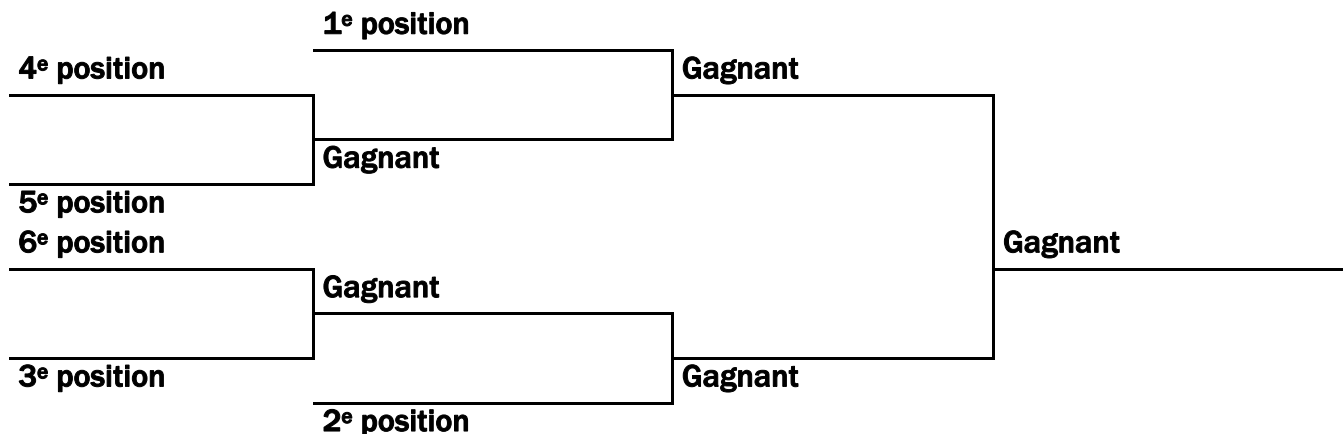 1e position
4e position
Gagnant
Gagnant
5e position
6e position
Gagnant
Gagnant
3e position
Gagnant
2e position